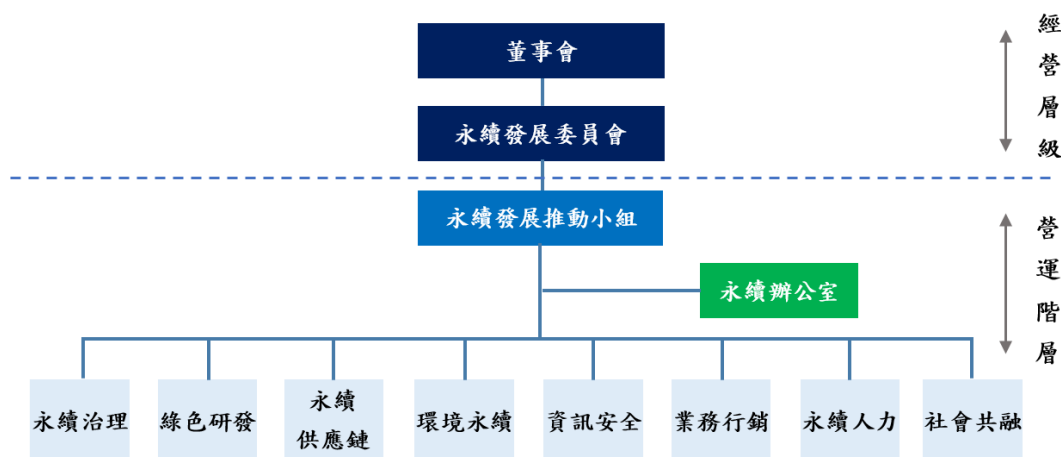 董事會
永續發展委員會
經營層級
永續發展推動小組
永續辦公室
營運階層
永續治理
綠色研發
永續
供應鏈
環境永續
資訊安全
業務行銷
永續人力
社會共融